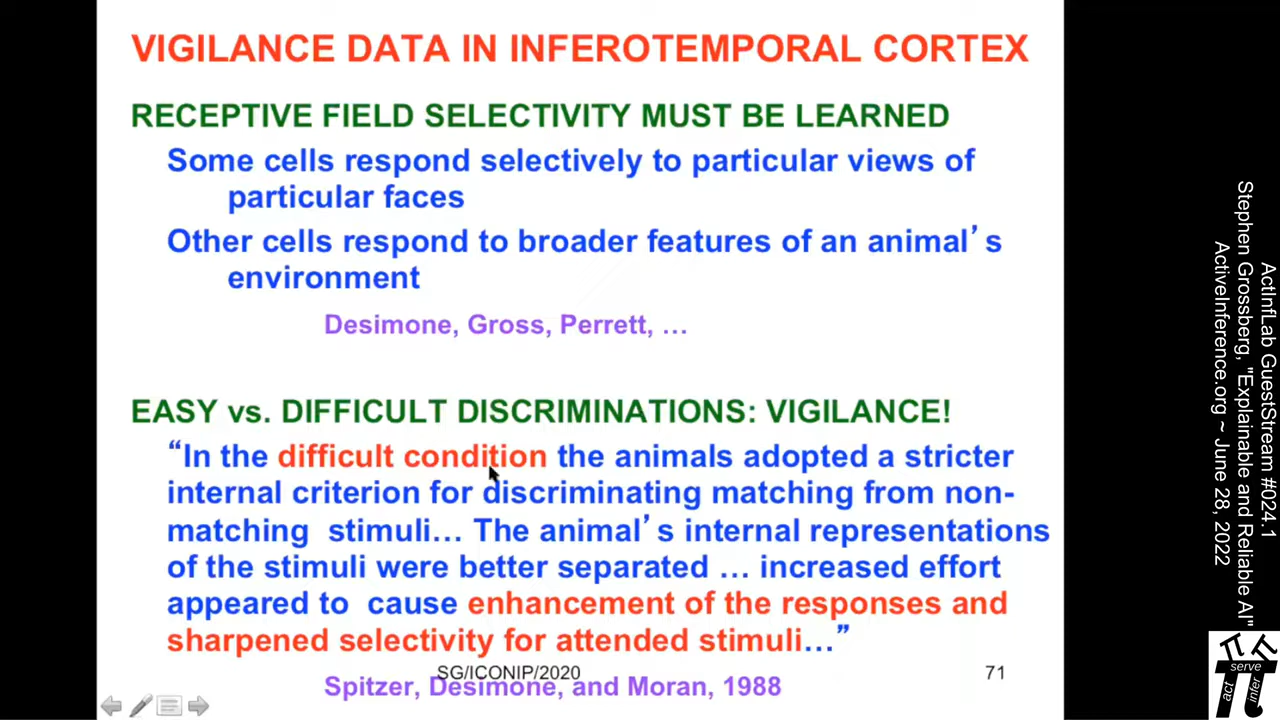 VIGILANCE DATA IN INFEROTEMPORAL CORTEX
RECEPTIVE FIELD SELECTIVITY MUST BE LEARNED
Some cells respond selectively to particular views of
particular faces
Other cells respond to broader features of an animal’s
environment
Desimone, Gross, Perrett, …
EASY vs. DIFFICULT DISCRIMINATIONS: VIGILANCE!
“In the difficult condition the animals adopted a stricter
internal criterion for discriminating matching from non-
matching stimuli… The animal’s internal representations
of the stimuli were better separated … increased effort
appeared to cause enhancement of the responses and
sharpened selectivity for attended stimuli…”
SG/ICONIP/2020
71
Spitzer, Desimone, and Moran, 1988
ActInfLab GuestStream #024.1
Stephen Grossberg, "Explainable and Reliable AI"
ActiveInference.org ~ June 28, 2022
serve
act
infer